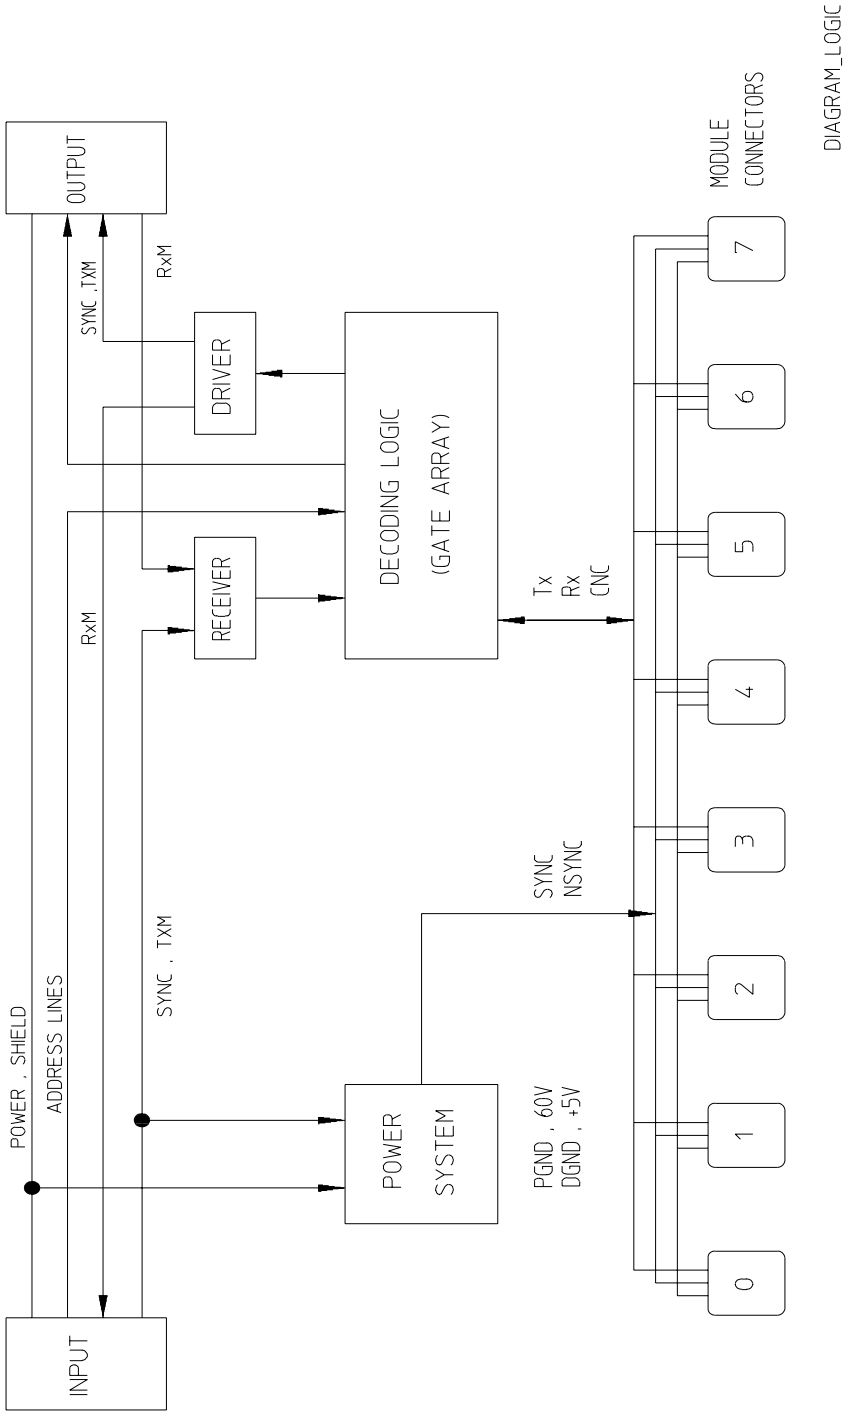 INPUT
OUTPUT
POWER , SHIELD
ADDRESS LINES
RxM
SYNC , TXM
SYNC ,TXM
RxM
RECEIVER
DRIVER
POWER
SYSTEM
DECODING LOGIC
(GATE ARRAY)
PGND , 60V
DGND , +5V
SYNC
NSYNC
Tx
Rx
CNC
0
1
2
3
4
5
6
7
MODULE
CONNECTORS
DIAGRAM_LOGIC